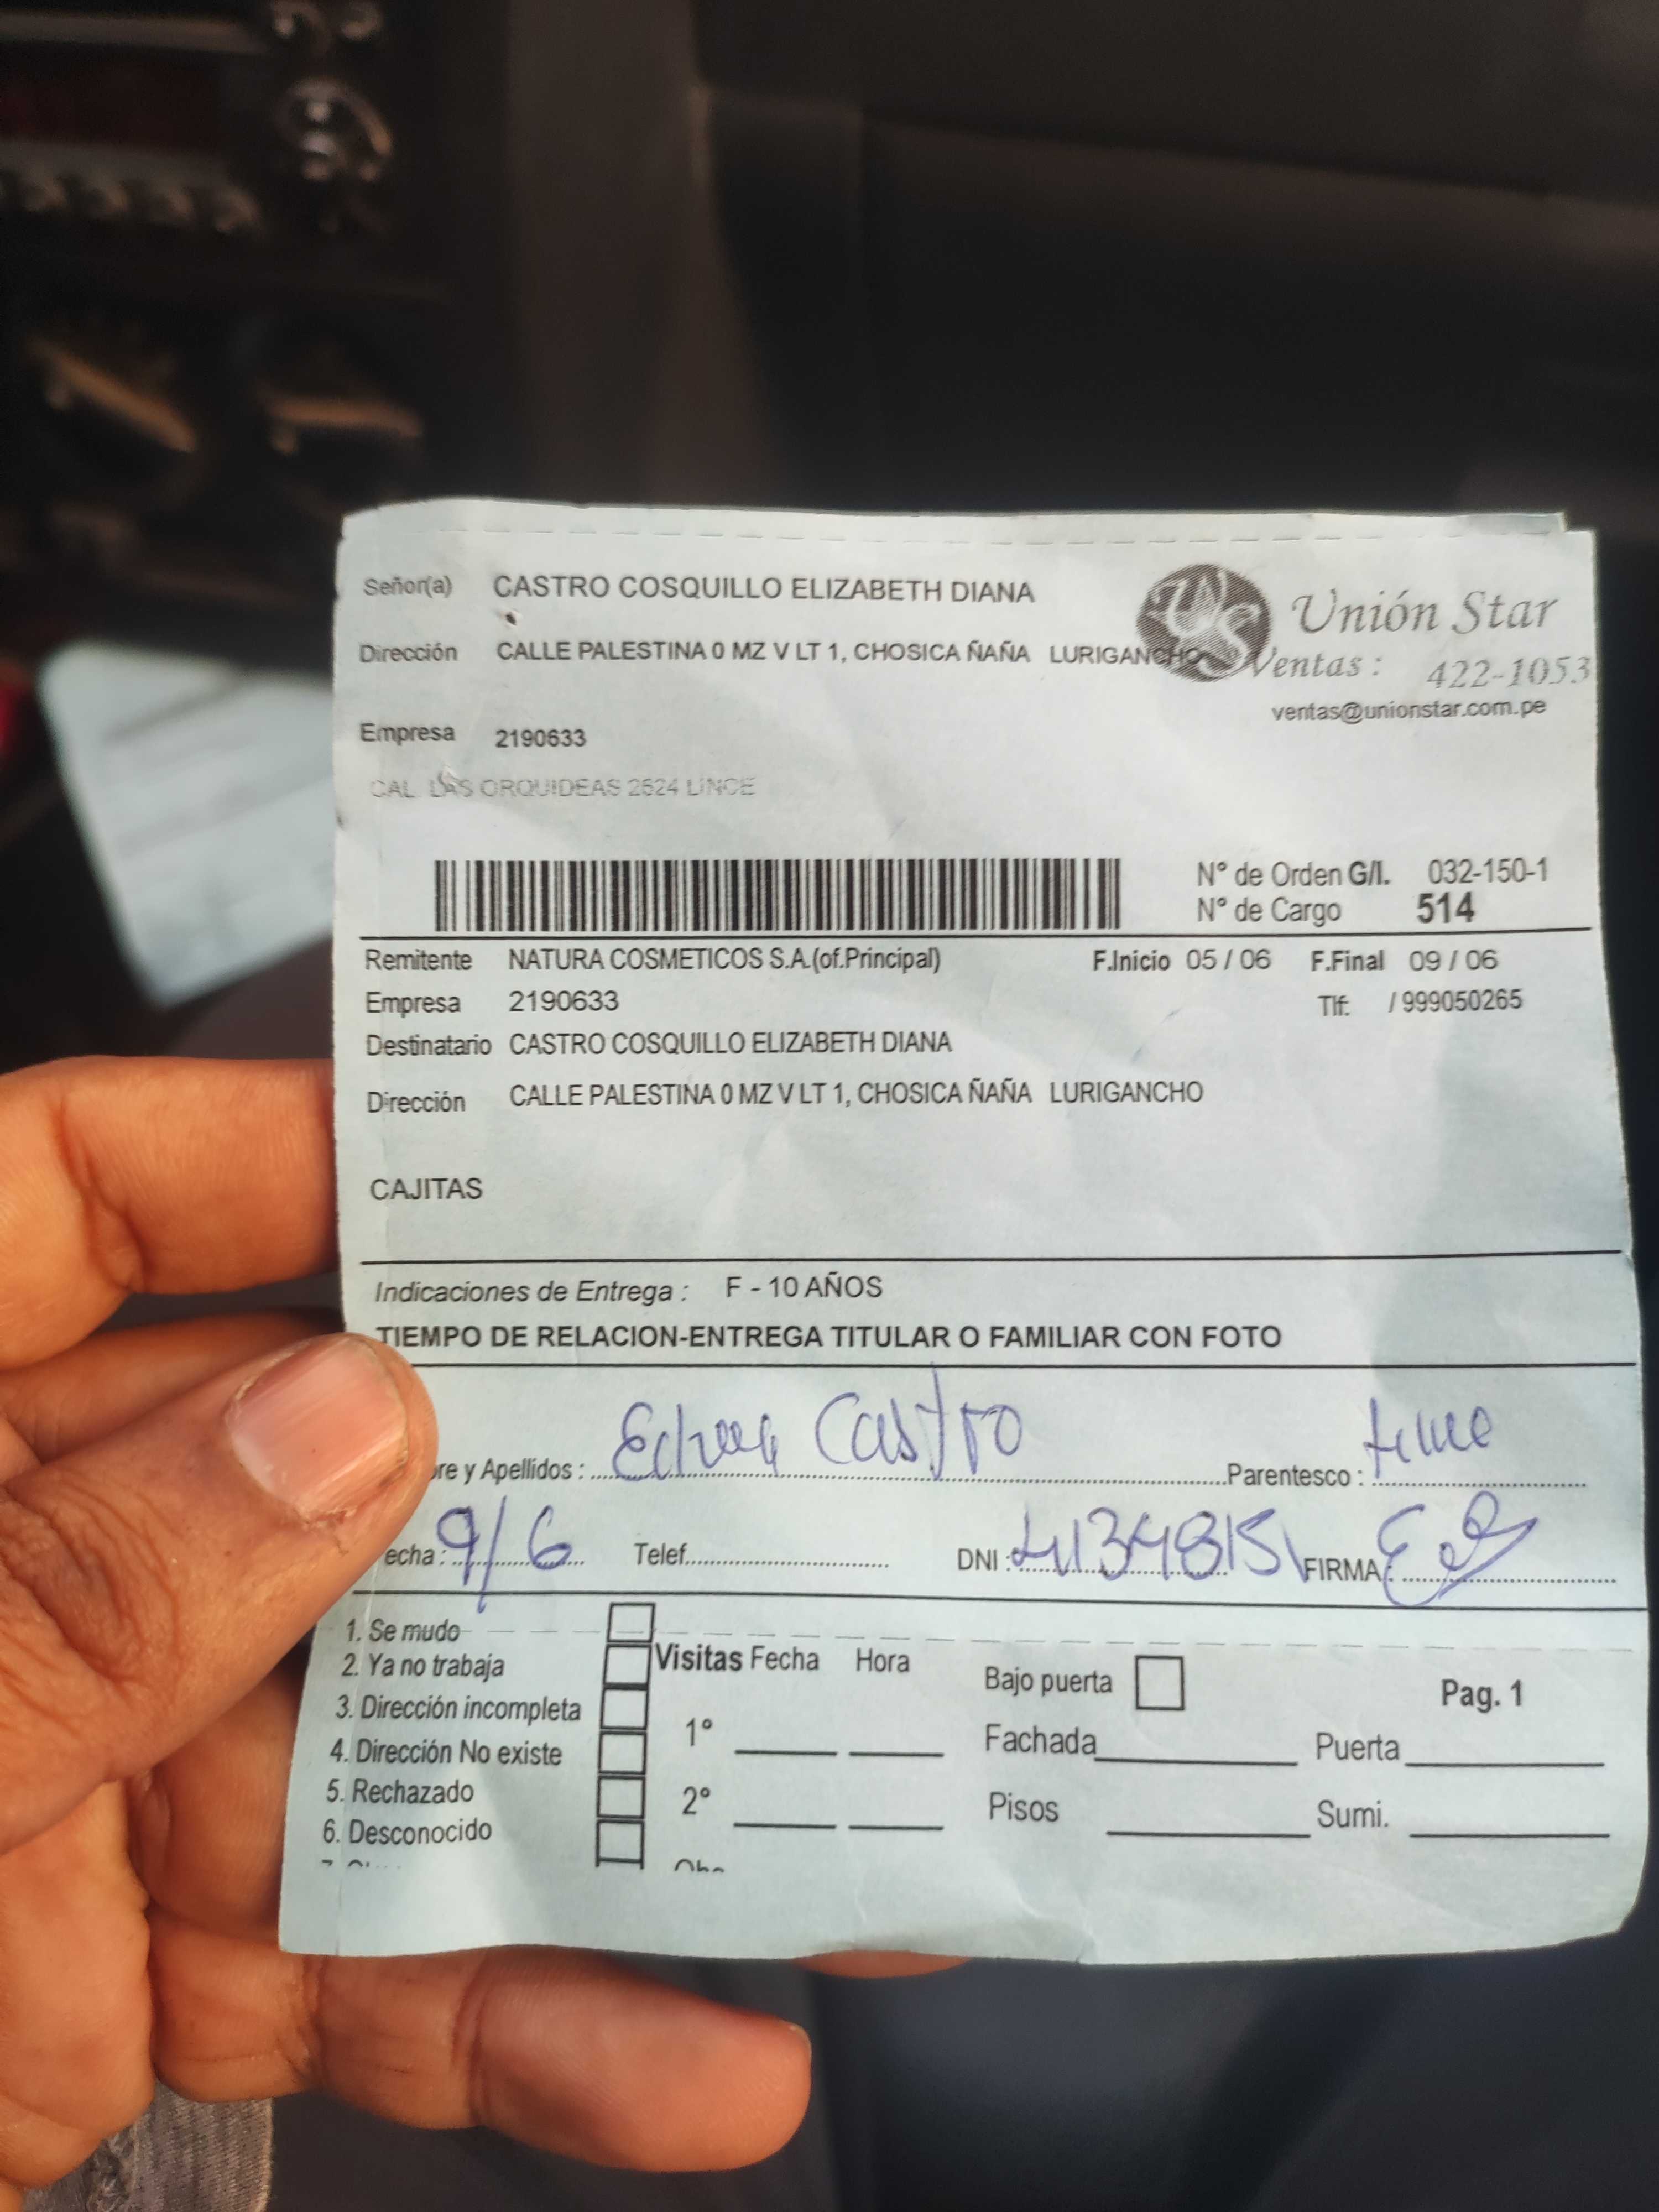 Señor(a) CASTRO COSQUILLO ELIZABETH DIANA
Unión Star
Dirección CALLE PALESTINA 0 MZ V LT 1, CHOSICA ÑAÑA LURIGANCHO
Ventas : 422-1053
ventas@unionstar.com.pe
Empresa 2190633
CAL LAS ORQUIDEAS 2624 LINCE
N° de Orden G/I. 032-150-1
N° de Cargo 514
Remitente NATURA COSMETICOS S.A.(of.Principal) F.Inicio 05 / 06 F.Final 09 / 06
Empresa 2190633 Tlf: / 999050265
Destinatario CASTRO COSQUILLO ELIZABETH DIANA
Dirección CALLE PALESTINA 0 MZ V LT 1, CHOSICA ÑAÑA LURIGANCHO
CAJITAS
Indicaciones de Entrega : F - 10 AÑOS
TIEMPO DE RELACION-ENTREGA TITULAR O FAMILIAR CON FOTO
re y Apellidos : Castro Parentesco :
echa : 9/6 Telef. DNI : FIRMA :
1. Se mudo
2. Ya no trabaja Visitas Fecha Hora Bajo puerta Pag. 1
3. Dirección incompleta
4. Dirección No existe 1° Fachada Puerta
5. Rechazado 2° Pisos Sumi.
6. Desconocido